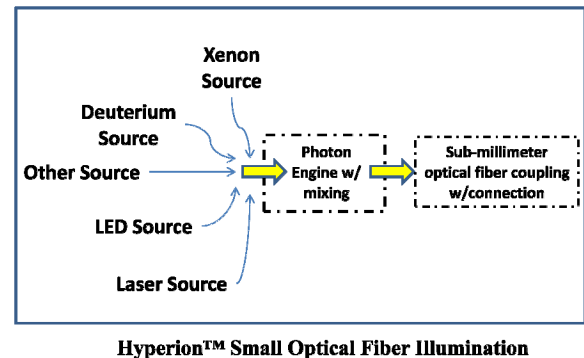 Xenon
Source
Deuterium
Source
Other Source
LED Source
Laser Source
Photon
Engine w/
mixing
Sub-millimeter
optical fiber coupling
w/connection
Hyperion™ Small Optical Fiber Illumination